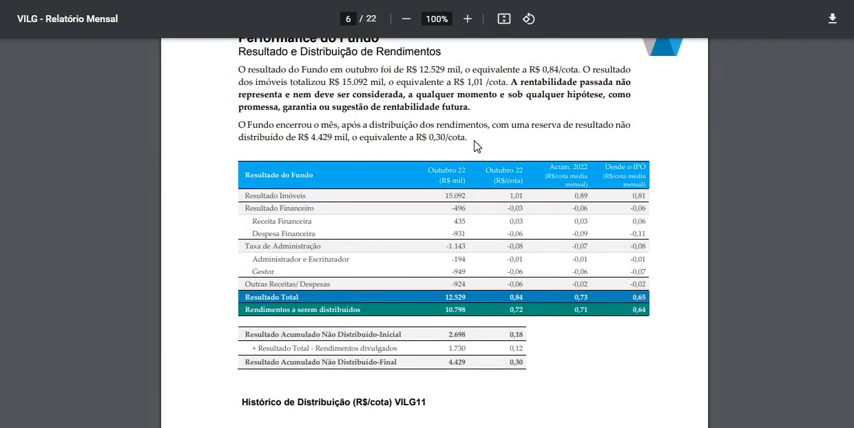 VILG - Relatório Mensal
6 / 22
100%
Performance do Fundo
Resultado e Distribuição de Rendimentos
O resultado do Fundo em outubro foi de R$ 12.529 mil, o equivalente a R$ 0,84/cota. O resultado
dos imóveis totalizou R$ 15.092 mil, o equivalente a R$ 1,01 /cota. A rentabilidade passada não
representa e nem deve ser considerada, a qualquer momento e sob qualquer hipótese, como
promessa, garantia ou sugestão de rentabilidade futura.
O Fundo encerrou o mês, após a distribuição dos rendimentos, com uma reserva de resultado não
distribuído de R$ 4.429 mil, o equivalente a R$ 0,30/cota.
Resultado do Fundo Outubro 22 (R$ mil) Outubro 22 (R$/cota) Acum. 2022 (R$/cota média mensal) Desde o IPO (R$/cota média mensal)
Resultado Imóveis 15.092 1,01 0,89 0,81
Resultado Financeiro -496 -0,03 -0,06 -0,06
Receita Financeira 435 0,03 0,03 0,06
Despesa Financeira -931 -0,06 -0,09 -0,11
Taxa de Administração -1.143 -0,08 -0,07 -0,08
Administrador e Escriturador -194 -0,01 -0,01 -0,01
Gestor -949 -0,06 -0,06 -0,07
Outras Receitas/ Despesas -924 -0,06 -0,02 -0,02
Resultado Total 12.529 0,84 0,73 0,65
Rendimentos a serem distribuídos 10.798 0,72 0,71 0,64
Resultado Acumulado Não Distribuído-Inicial 2.698 0,18
+ Resultado Total - Rendimentos divulgados 1.730 0,12
Resultado Acumulado Não Distribuído-Final 4.429 0,30
Histórico de Distribuição (R$/cota) VILG11